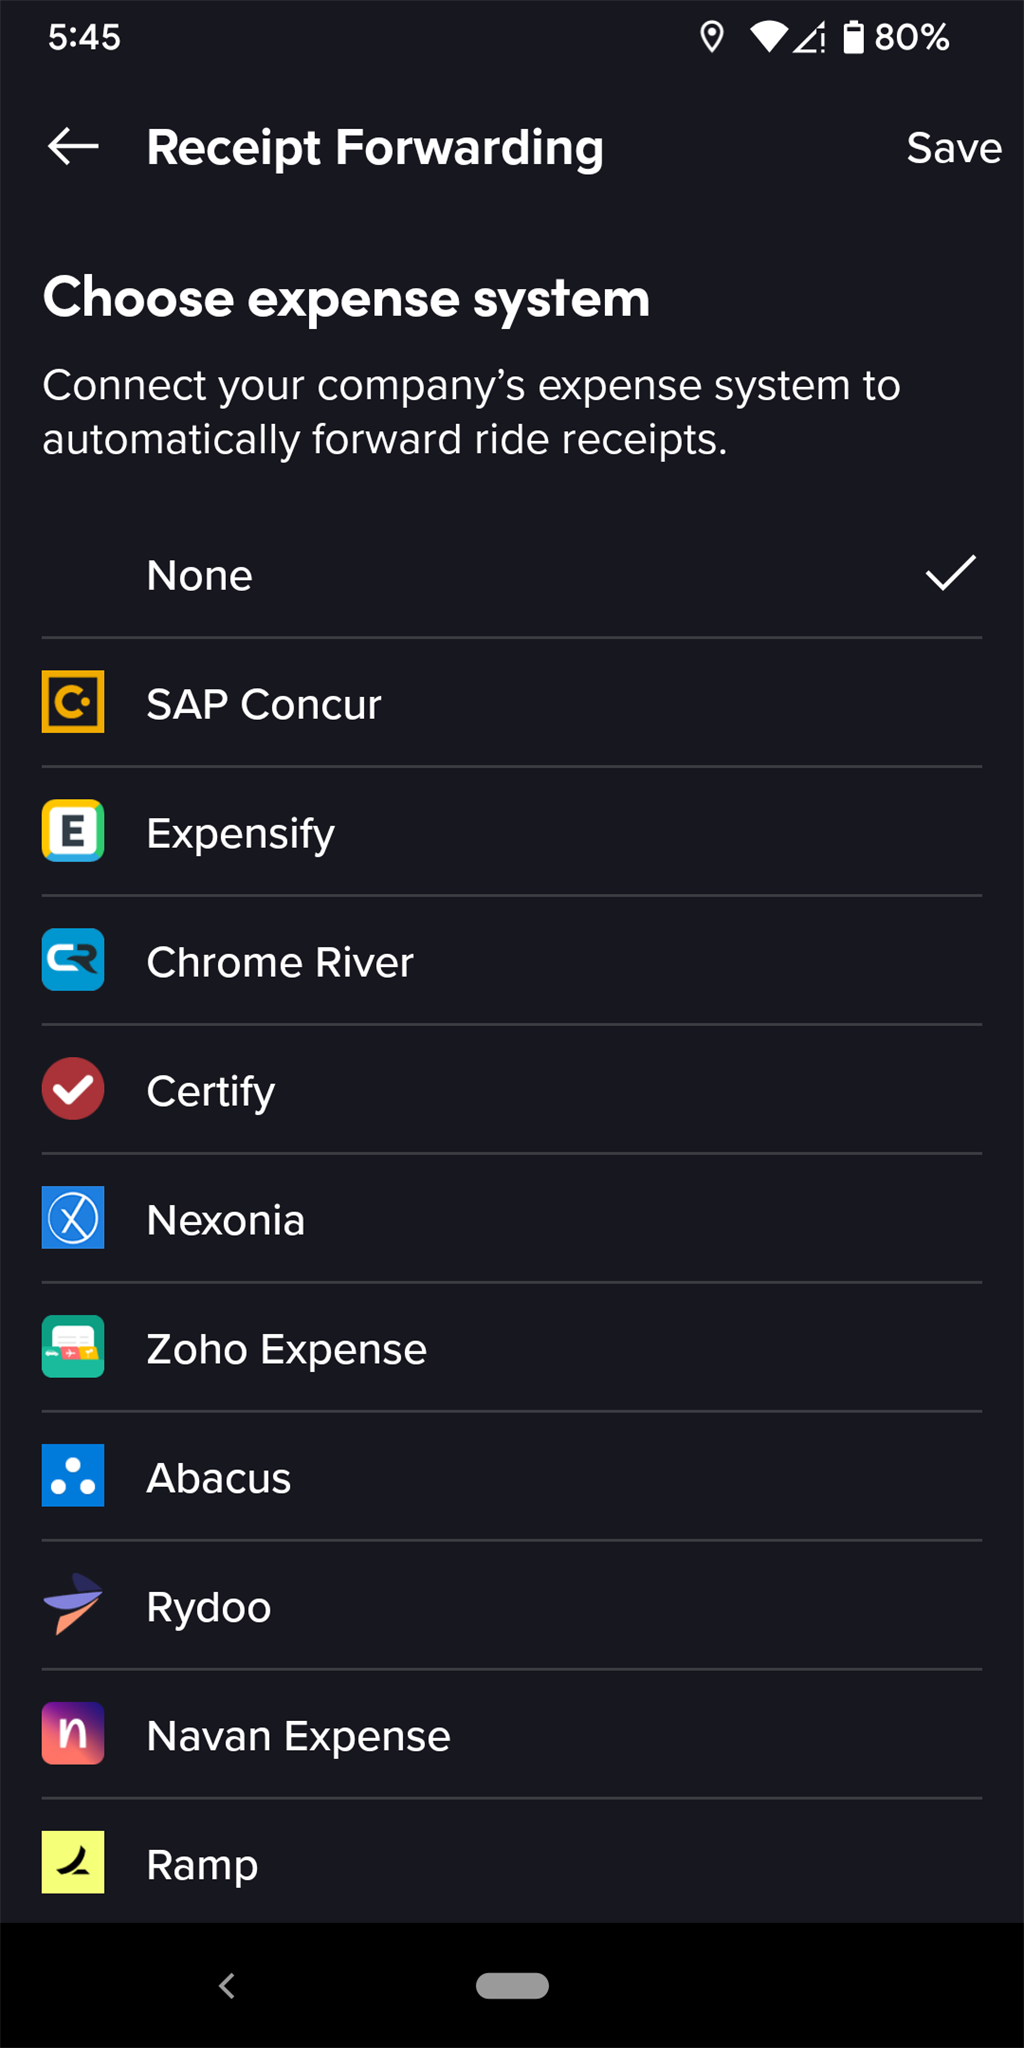 5:45 80%
Receipt Forwarding Save
Choose expense system
Connect your company’s expense system to
automatically forward ride receipts.
None
SAP Concur
E Expensify
CR Chrome River
Certify
Nexonia
Zoho Expense
Abacus
Rydoo
n Navan Expense
Ramp